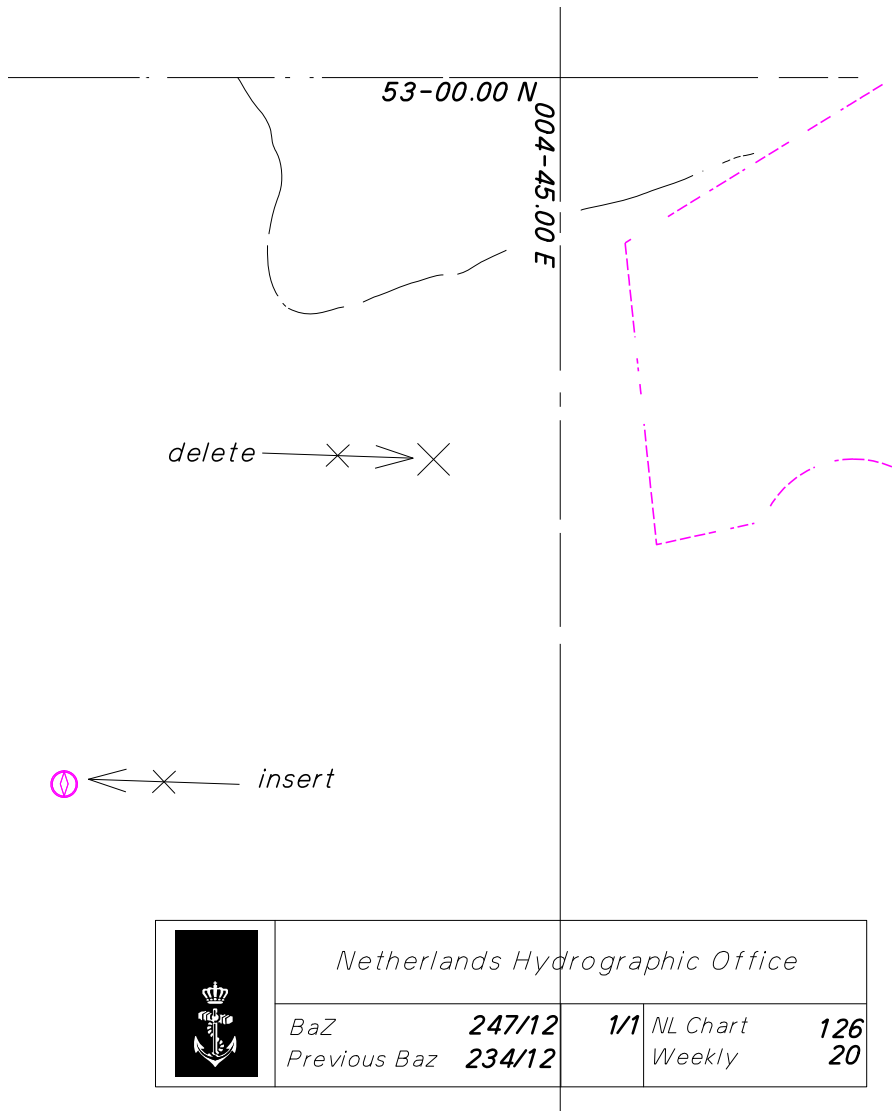 53-00.00 N
004-45.00 E
delete
insert
Netherlands Hydrographic Office
BaZ 247/12 1/1 NL Chart 126
Previous Baz 234/12 Weekly 20